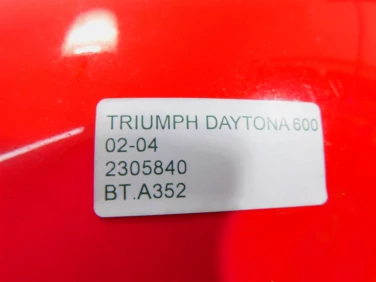 TRIUMPH DAYTONA 600
02-04
2305840
BT.A352